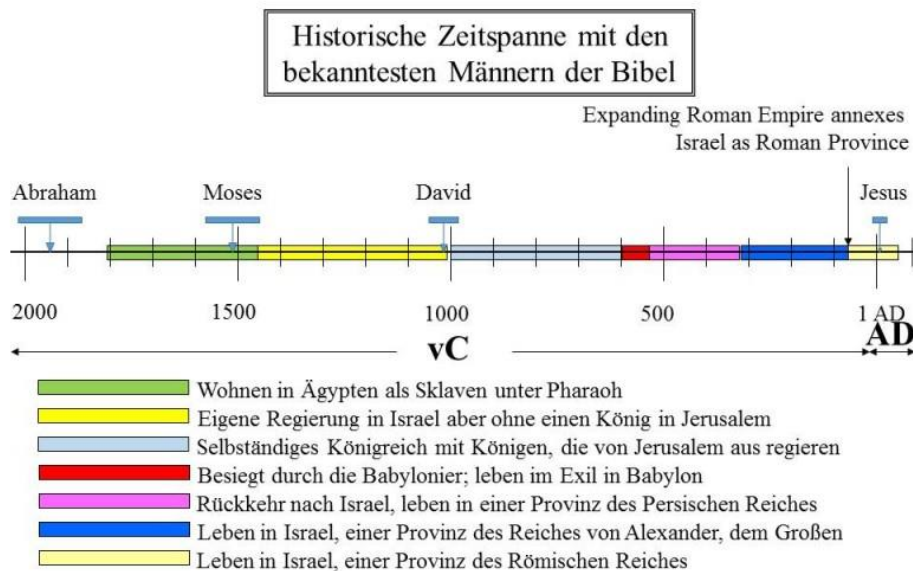 Historische Zeitspanne mit den
bekanntesten Männern der Bibel
Expanding Roman Empire annexes
Israel as Roman Province
Abraham
Moses
David
Jesus
2000
1500
1000
500
1 AD
vC
AD
Wohnen in Ägypten als Sklaven unter Pharaoh
Eigene Regierung in Israel aber ohne einen König in Jerusalem
Selbständiges Königreich mit Königen, die von Jerusalem aus regieren
Besiegt durch die Babylonier; leben im Exil in Babylon
Rückkehr nach Israel, leben in einer Provinz des Persischen Reiches
Leben in Israel, einer Provinz des Reiches von Alexander, dem Großen
Leben in Israel, einer Provinz des Römischen Reiches